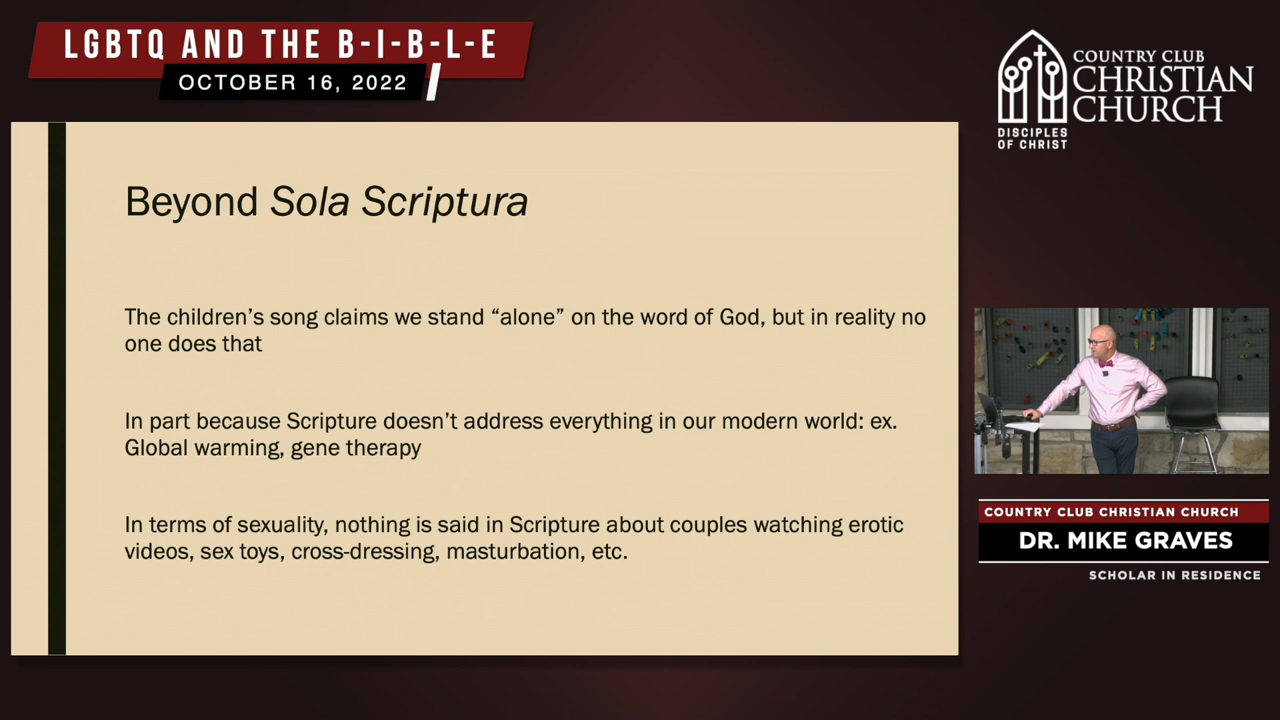 LGBTQ AND THE B-I-B-L-E
OCTOBER 16, 2022
COUNTRY CLUB
CHRISTIAN
CHURCH
DISCIPLES
OF CHRIST
Beyond Sola Scriptura
The children’s song claims we stand “alone” on the word of God, but in reality no
one does that
In part because Scripture doesn’t address everything in our modern world: ex.
Global warming, gene therapy
In terms of sexuality, nothing is said in Scripture about couples watching erotic
videos, sex toys, cross-dressing, masturbation, etc.
COUNTRY CLUB CHRISTIAN CHURCH
DR. MIKE GRAVES
SCHOLAR IN RESIDENCE